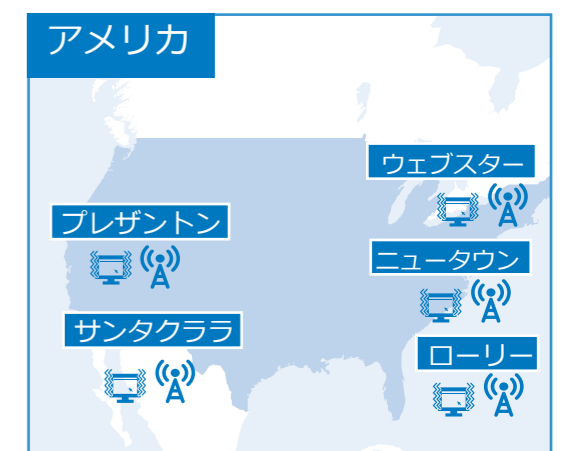 アメリカ
ウェブスター
プレザントン
ニュータウン
サンタクララ
ローリー